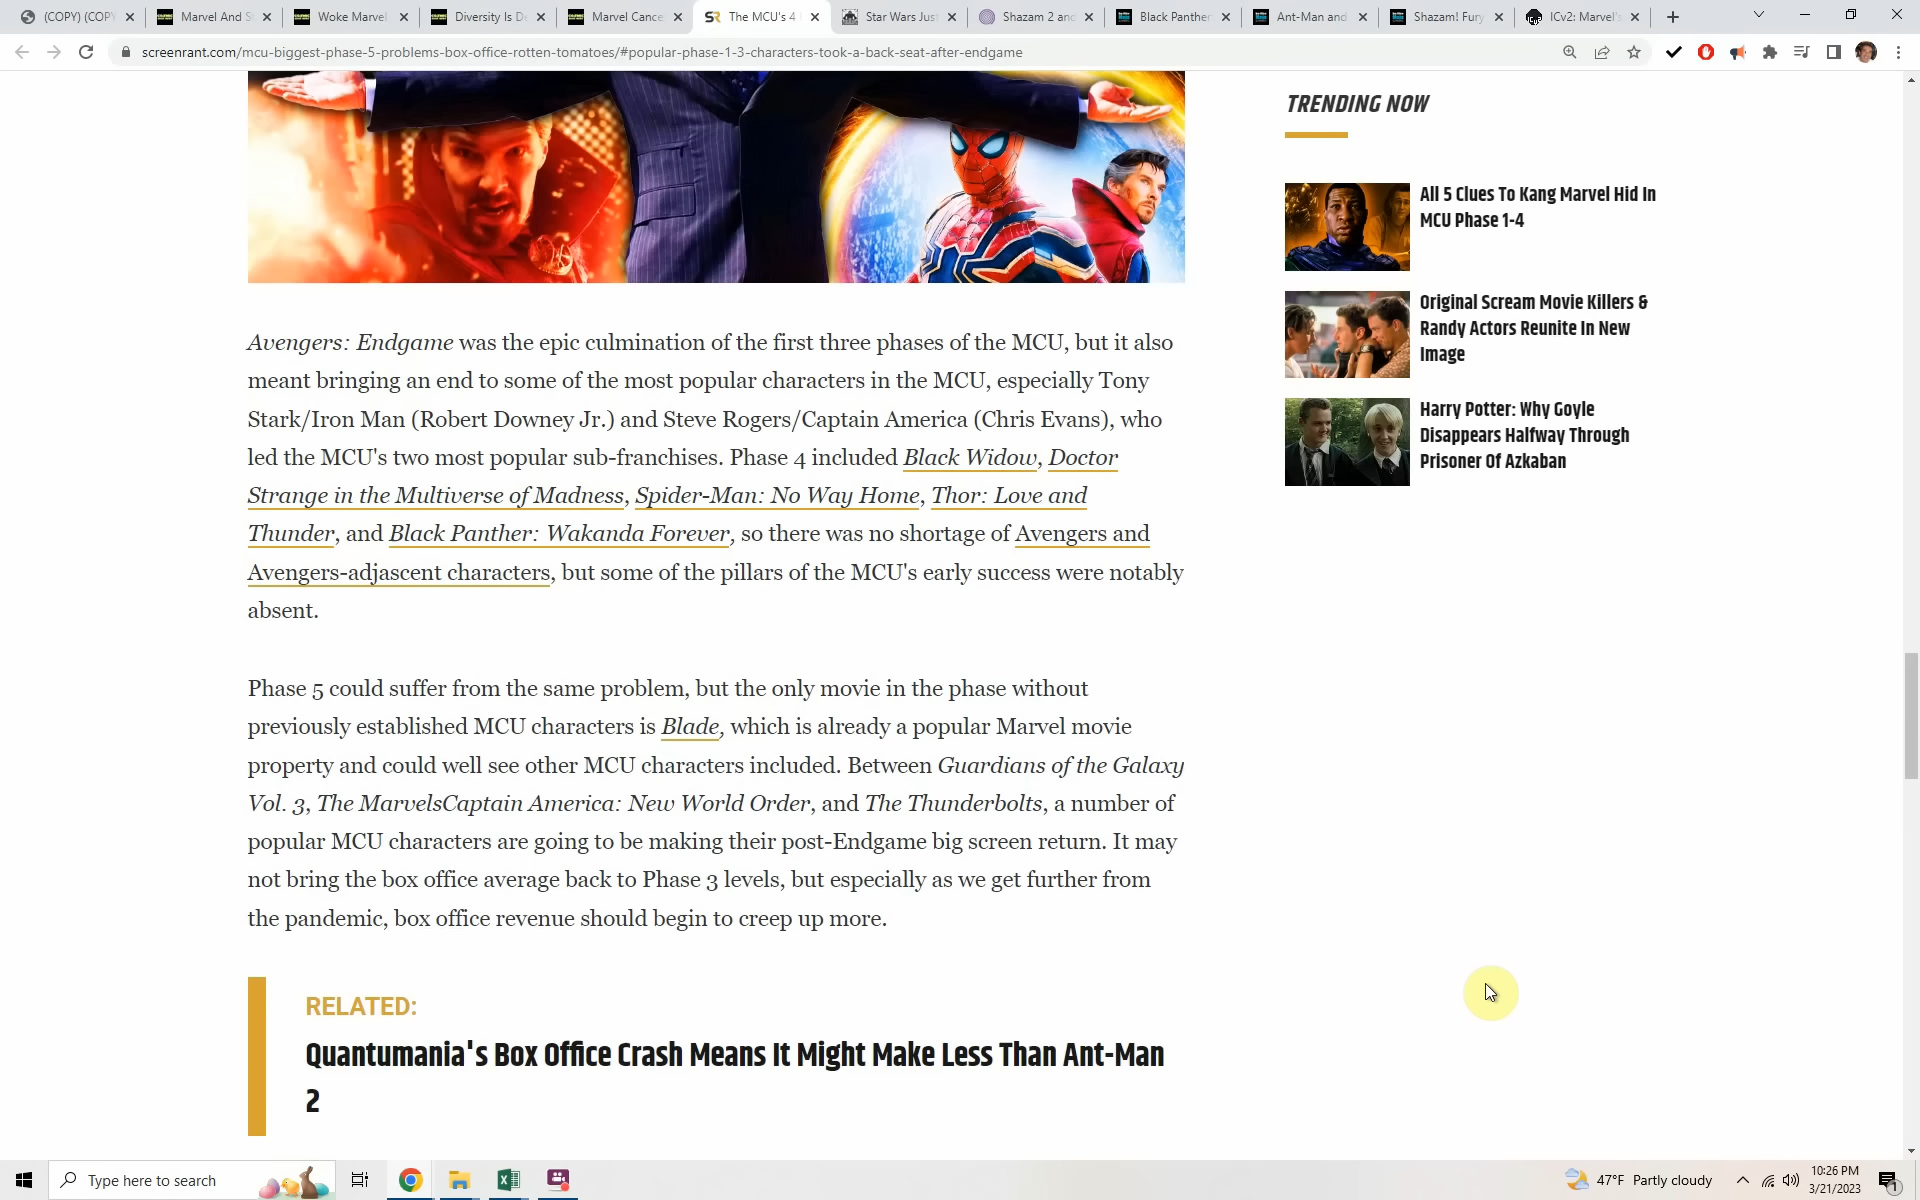 (COPY) (COPY
Marvel And S
Woke Marvel
Diversity Is D
Marvel Cance
SR
The MCU's 4
Star Wars Jus
Shazam 2 and
Black Panther
Ant-Man and
Shazam! Fury
ICv2: Marvel's
screenrant.com/mcu-biggest-phase-5-problems-box-office-rotten-tomatoes/#popular-phase-1-3-characters-took-a-back-seat-after-endgame
TRENDING NOW
All 5 Clues To Kang Marvel Hid In
MCU Phase 1-4
Original Scream Movie Killers &
Randy Actors Reunite In New
Image
Harry Potter: Why Goyle
Disappears Halfway Through
Prisoner Of Azkaban
Avengers: Endgame was the epic culmination of the first three phases of the MCU, but it also
meant bringing an end to some of the most popular characters in the MCU, especially Tony
Stark/Iron Man (Robert Downey Jr.) and Steve Rogers/Captain America (Chris Evans), who
led the MCU's two most popular sub-franchises. Phase 4 included Black Widow, Doctor
Strange in the Multiverse of Madness, Spider-Man: No Way Home, Thor: Love and
Thunder, and Black Panther: Wakanda Forever, so there was no shortage of Avengers and
Avengers-adjascent characters, but some of the pillars of the MCU's early success were notably
absent.
Phase 5 could suffer from the same problem, but the only movie in the phase without
previously established MCU characters is Blade, which is already a popular Marvel movie
property and could well see other MCU characters included. Between Guardians of the Galaxy
Vol. 3, The MarvelsCaptain America: New World Order, and The Thunderbolts, a number of
popular MCU characters are going to be making their post-Endgame big screen return. It may
not bring the box office average back to Phase 3 levels, but especially as we get further from
the pandemic, box office revenue should begin to creep up more.
RELATED:
Quantumania's Box Office Crash Means It Might Make Less Than Ant-Man
2
Type here to search
47°F Partly cloudy
10:26 PM
3/21/2023
1